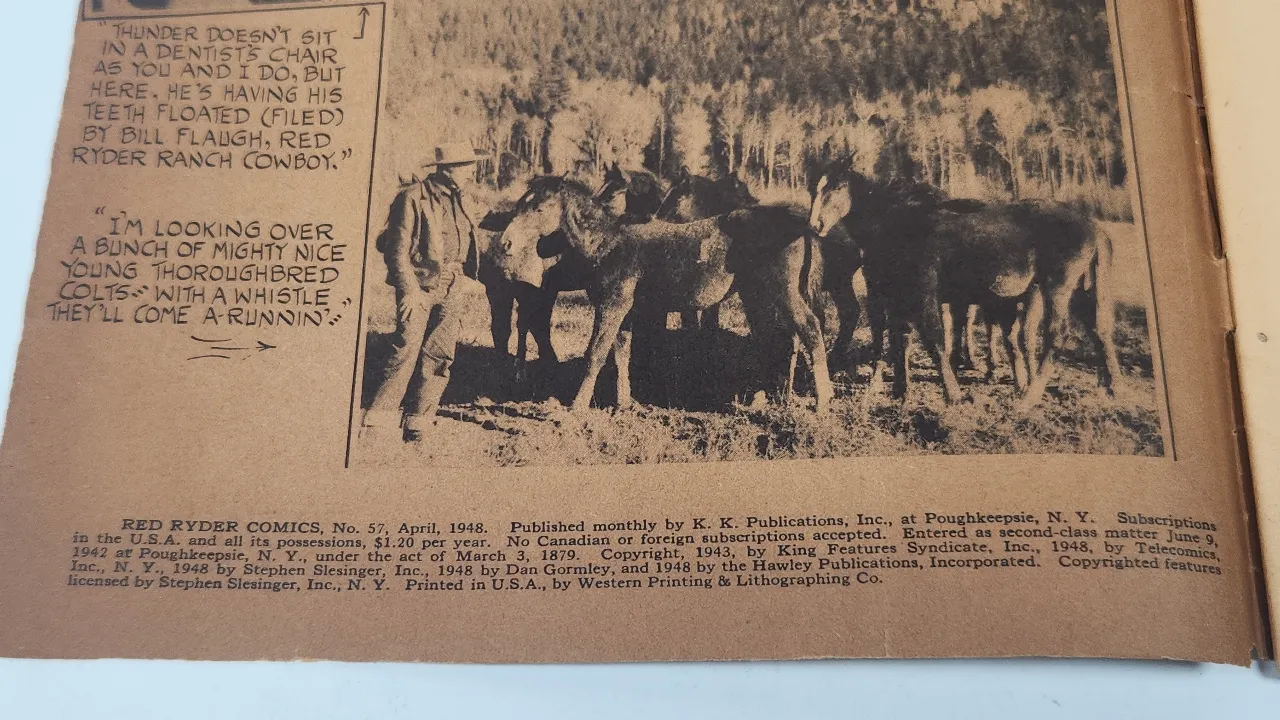 "THUNDER DOESN'T SIT
IN A DENTIST'S CHAIR
AS YOU AND I DO, BUT
HERE, HE'S HAVING HIS
TEETH FLOATED (FILED)
BY BILL FLAUGH, RED
RYDER RANCH COWBOY."
"I'M LOOKING OVER
A BUNCH OF MIGHTY NICE
YOUNG THOROUGHBRED
COLTS -- WITH A WHISTLE
THEY'LL COME A-RUNNIN'--"
RED RYDER COMICS, No. 57, April, 1948. Published monthly by K. K. Publications, Inc., at Poughkeepsie, N. Y. Subscriptions
in the U.S.A. and all its possessions, $1.20 per year. No Canadian or foreign subscriptions accepted. Entered as second-class matter June 9,
1942 at Poughkeepsie, N. Y., under the act of March 3, 1879. Copyright, 1943, by King Features Syndicate, Inc., 1948, by Telecomics,
Inc., N. Y., 1948 by Stephen Slesinger, Inc., 1948 by Dan Gormley, and 1948 by the Hawley Publications, Incorporated. Copyrighted features
licensed by Stephen Slesinger, Inc., N. Y. Printed in U.S.A., by Western Printing & Lithographing Co.